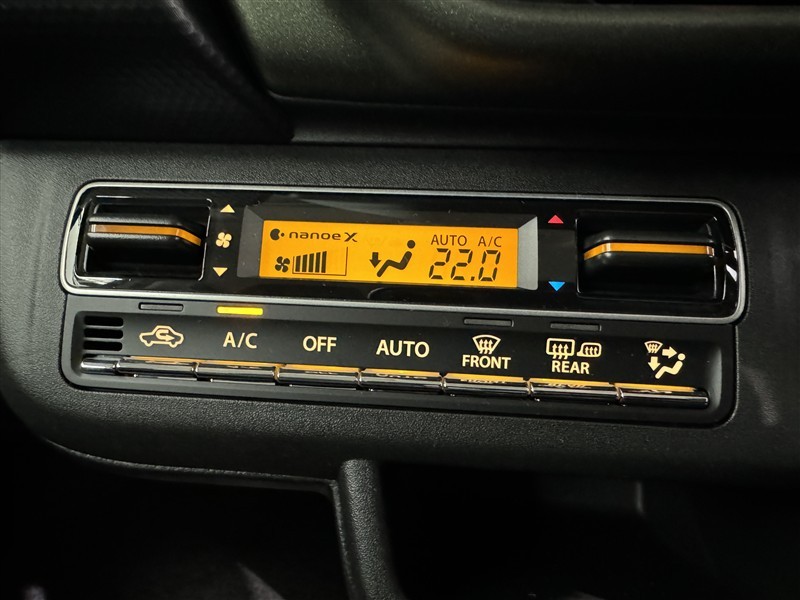 nanoe X
AUTO A/C
22.0
A/C OFF AUTO FRONT REAR